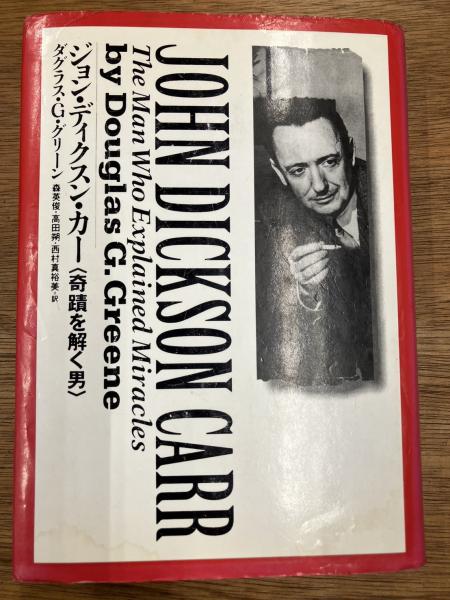 JOHN DICKSON CARR
The Man Who Explained Miracles
by Douglas G. Greene
ジョン・ディクスン・カー〈奇蹟を解く男〉
ダグラス・G・グリーン 森英俊・高田朔・西村真裕美・訳